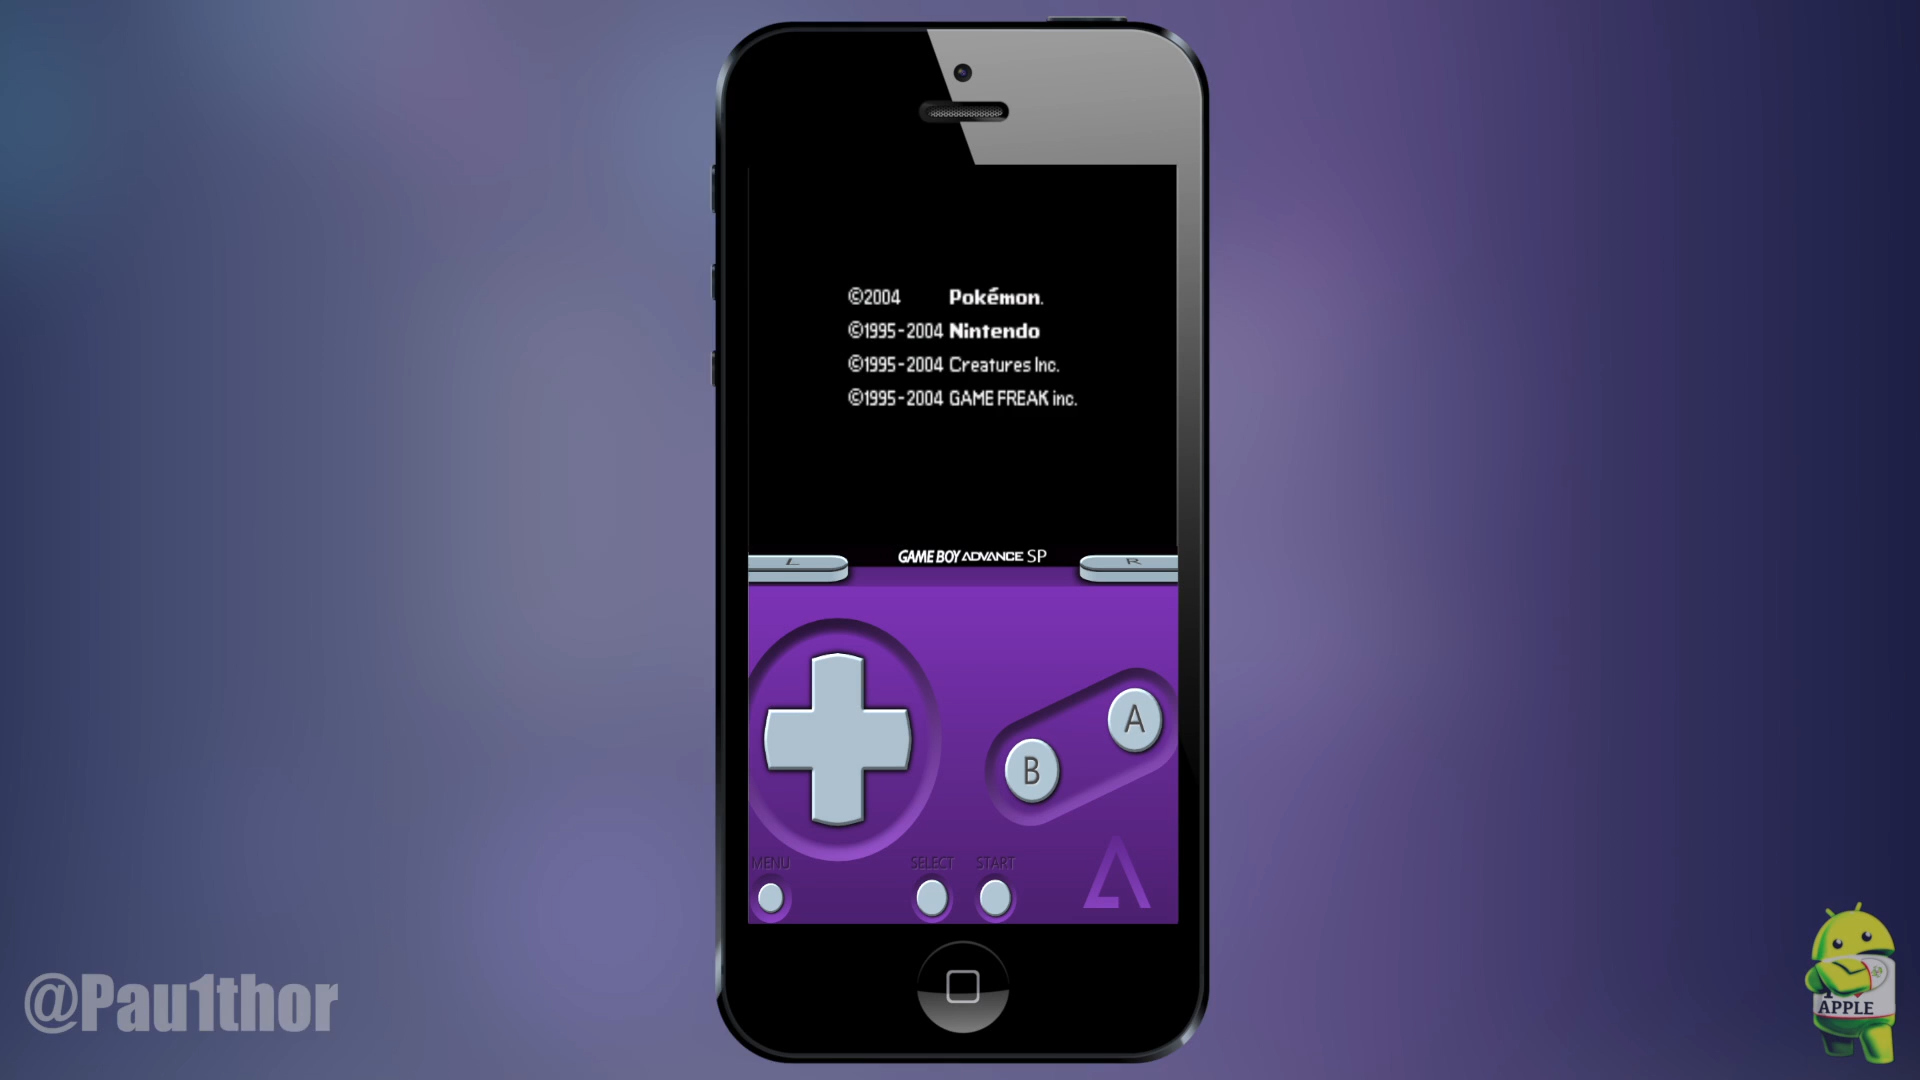 ©2004 Pokémon.
©1995-2004 Nintendo
©1995-2004 Creatures Inc.
©1995-2004 GAME FREAK inc.
GAME BOY ADVANCE SP
L
R
A
B
MENU
SELECT
START
@Pau1thor
APPLE